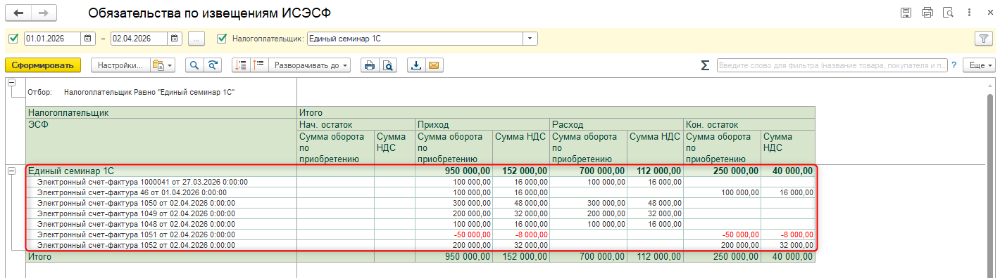 Обязательства по извещениям ИСЭСФ
01.01.2026 – 02.04.2026 ... Налогоплательщик: Единый семинар 1С
Сформировать Настройки... Разворачивать до Σ Введите слово для фильтра (название товара, покупателя и п... ? Еще
Отбор: Налогоплательщик Равно "Единый семинар 1С"
Налогоплательщик Итого
ЭСФ Нач. остаток Приход Расход Кон. остаток
Сумма оборота Сумма Сумма оборота Сумма НДС Сумма оборота Сумма НДС Сумма оборота Сумма
по НДС по по по НДС
приобретению приобретению приобретению приобретению
Единый семинар 1С 950 000,00 152 000,00 700 000,00 112 000,00 250 000,00 40 000,00
Электронный счет-фактура 1000041 от 27.03.2026 0:00:00 100 000,00 16 000,00 100 000,00 16 000,00
Электронный счет-фактура 46 от 01.04.2026 0:00:00 100 000,00 16 000,00 100 000,00 16 000,00
Электронный счет-фактура 1050 от 02.04.2026 0:00:00 300 000,00 48 000,00 300 000,00 48 000,00
Электронный счет-фактура 1049 от 02.04.2026 0:00:00 200 000,00 32 000,00 200 000,00 32 000,00
Электронный счет-фактура 1048 от 02.04.2026 0:00:00 100 000,00 16 000,00 100 000,00 16 000,00
Электронный счет-фактура 1051 от 02.04.2026 0:00:00 -50 000,00 -8 000,00 -50 000,00 -8 000,00
Электронный счет-фактура 1052 от 02.04.2026 0:00:00 200 000,00 32 000,00 200 000,00 32 000,00
Итого 950 000,00 152 000,00 700 000,00 112 000,00 250 000,00 40 000,00